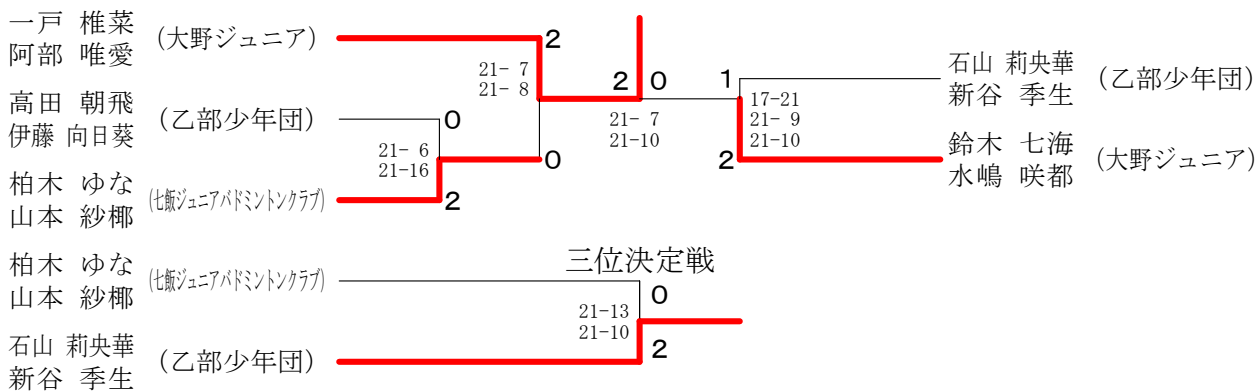 一戸 椎菜
阿部 唯愛
(大野ジュニア)
2
21- 7
21- 8
高田 朝飛
伊藤 向日葵
(乙部少年団)
0
21- 6
21-16
0
柏木 ゆな
山本 紗椰
(七飯ジュニアバドミントンクラブ)
2
2 0
21- 7
21-10
1
17-21
21- 9
21-10
2
石山 莉央華
新谷 季生
(乙部少年団)
鈴木 七海
水嶋 咲都
(大野ジュニア)
三位決定戦
柏木 ゆな
山本 紗椰
(七飯ジュニアバドミントンクラブ)
0
21-13
21-10
2
石山 莉央華
新谷 季生
(乙部少年団)